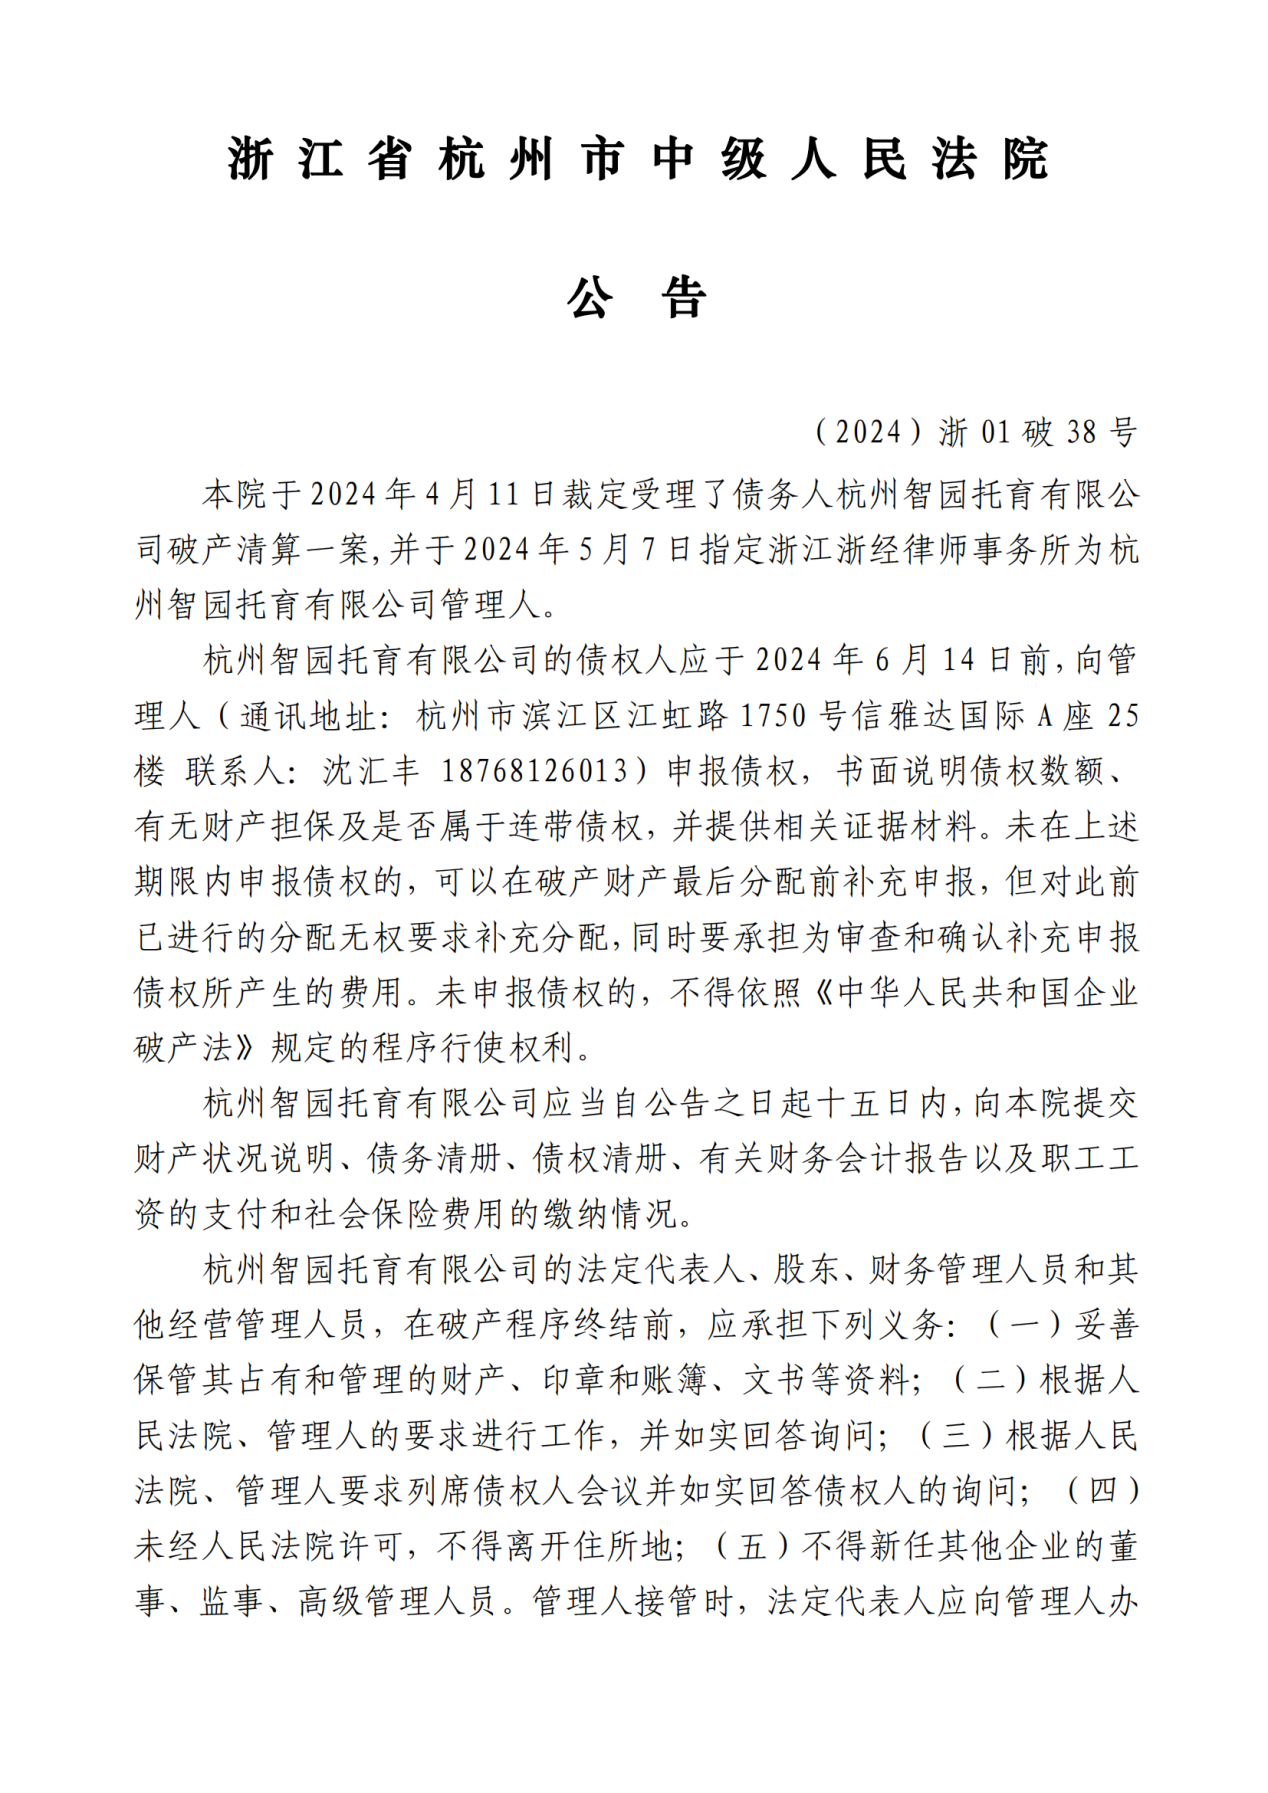 浙江省杭州市中级人民法院
公 告
（2024）浙 01 破 38 号
本院于 2024 年 4 月 11 日裁定受理了债务人杭州智园托育有限公
司破产清算一案，并于 2024 年 5 月 7 日指定浙江浙经律师事务所为杭
州智园托育有限公司管理人。
杭州智园托育有限公司的债权人应于 2024 年 6 月 14 日前，向管
理人（通讯地址：杭州市滨江区江虹路 1750 号信雅达国际 A 座 25
楼 联系人：沈汇丰 18768126013）申报债权，书面说明债权数额、
有无财产担保及是否属于连带债权，并提供相关证据材料。未在上述
期限内申报债权的，可以在破产财产最后分配前补充申报，但对此前
已进行的分配无权要求补充分配，同时要承担为审查和确认补充申报
债权所产生的费用。未申报债权的，不得依照《中华人民共和国企业
破产法》规定的程序行使权利。
杭州智园托育有限公司应当自公告之日起十五日内，向本院提交
财产状况说明、债务清册、债权清册、有关财务会计报告以及职工工
资的支付和社会保险费用的缴纳情况。
杭州智园托育有限公司的法定代表人、股东、财务管理人员和其
他经营管理人员，在破产程序终结前，应承担下列义务：（一）妥善
保管其占有和管理的财产、印章和账簿、文书等资料；（二）根据人
民法院、管理人的要求进行工作，并如实回答询问；（三）根据人民
法院、管理人要求列席债权人会议并如实回答债权人的询问；（四）
未经人民法院许可，不得离开住所地；（五）不得新任其他企业的董
事、监事、高级管理人员。管理人接管时，法定代表人应向管理人办